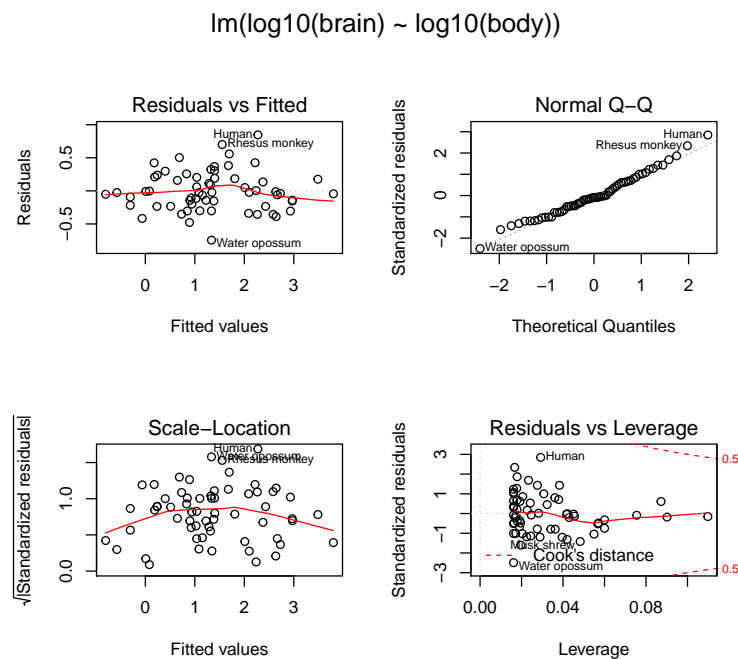 lm(log10(brain) ~ log10(body))
Residuals vs Fitted
Residuals
−0.5
0.5
Human
Rhesus monkey
Water opossum
0 1 2 3
Fitted values
Normal Q−Q
Standardized residuals
−2 0 2
Human
Rhesus monkey
Water opossum
−2 −1 0 1 2
Theoretical Quantiles
Scale−Location
√|Standardized residuals|
0.0 1.0
Human
Water opossum
Rhesus monkey
0 1 2 3
Fitted values
Residuals vs Leverage
Standardized residuals
−3 −1 1 3
Human
0.5
Musk shrew
Cook's distance
Water opossum
0.5
0.00 0.04 0.08
Leverage